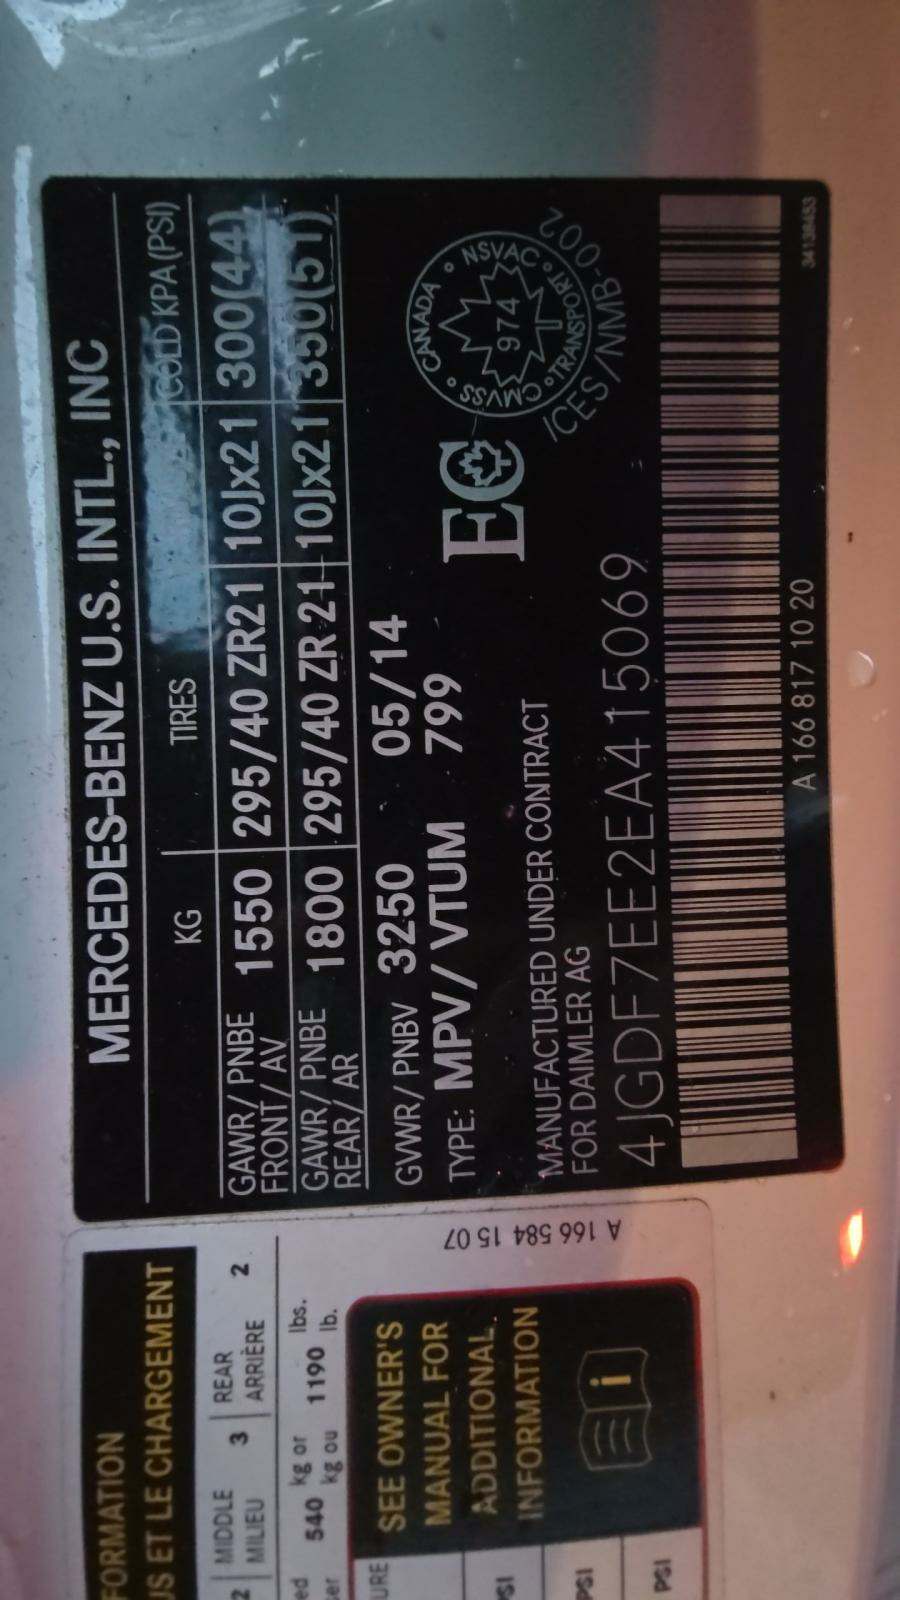 MERCEDES-BENZ U.S. INTL., INC
KG TIRES COLD KPA(PSI)
GAWR/ PNBE FRONT/ AV 1550 295/40 ZR21 10Jx21 300(44)
GAWR/ PNBE REAR/ AR 1800 295/40 ZR 21 10Jx21 350(51)
GVWR/ PNBV 3250 05/14
TYPE: MPV/ VTUM 799
EC
CANADA NSVAC TRANSPORT CMVSS
974
ICES/NMB-002
MANUFACTURED UNDER CONTRACT
FOR DAIMLER AG
4JGDF7EE2EA415069
A 166 817 10 20
34138453
A 166 584 15 07
FORMATION
ET LE CHARGEMENT
2 MIDDLE MILIEU 3 REAR ARRIÈRE 2
540 kg or 1190 lbs.
kg ou lb.
SEE OWNER'S
MANUAL FOR
ADDITIONAL
INFORMATION
i
PSI
PSI
PSI